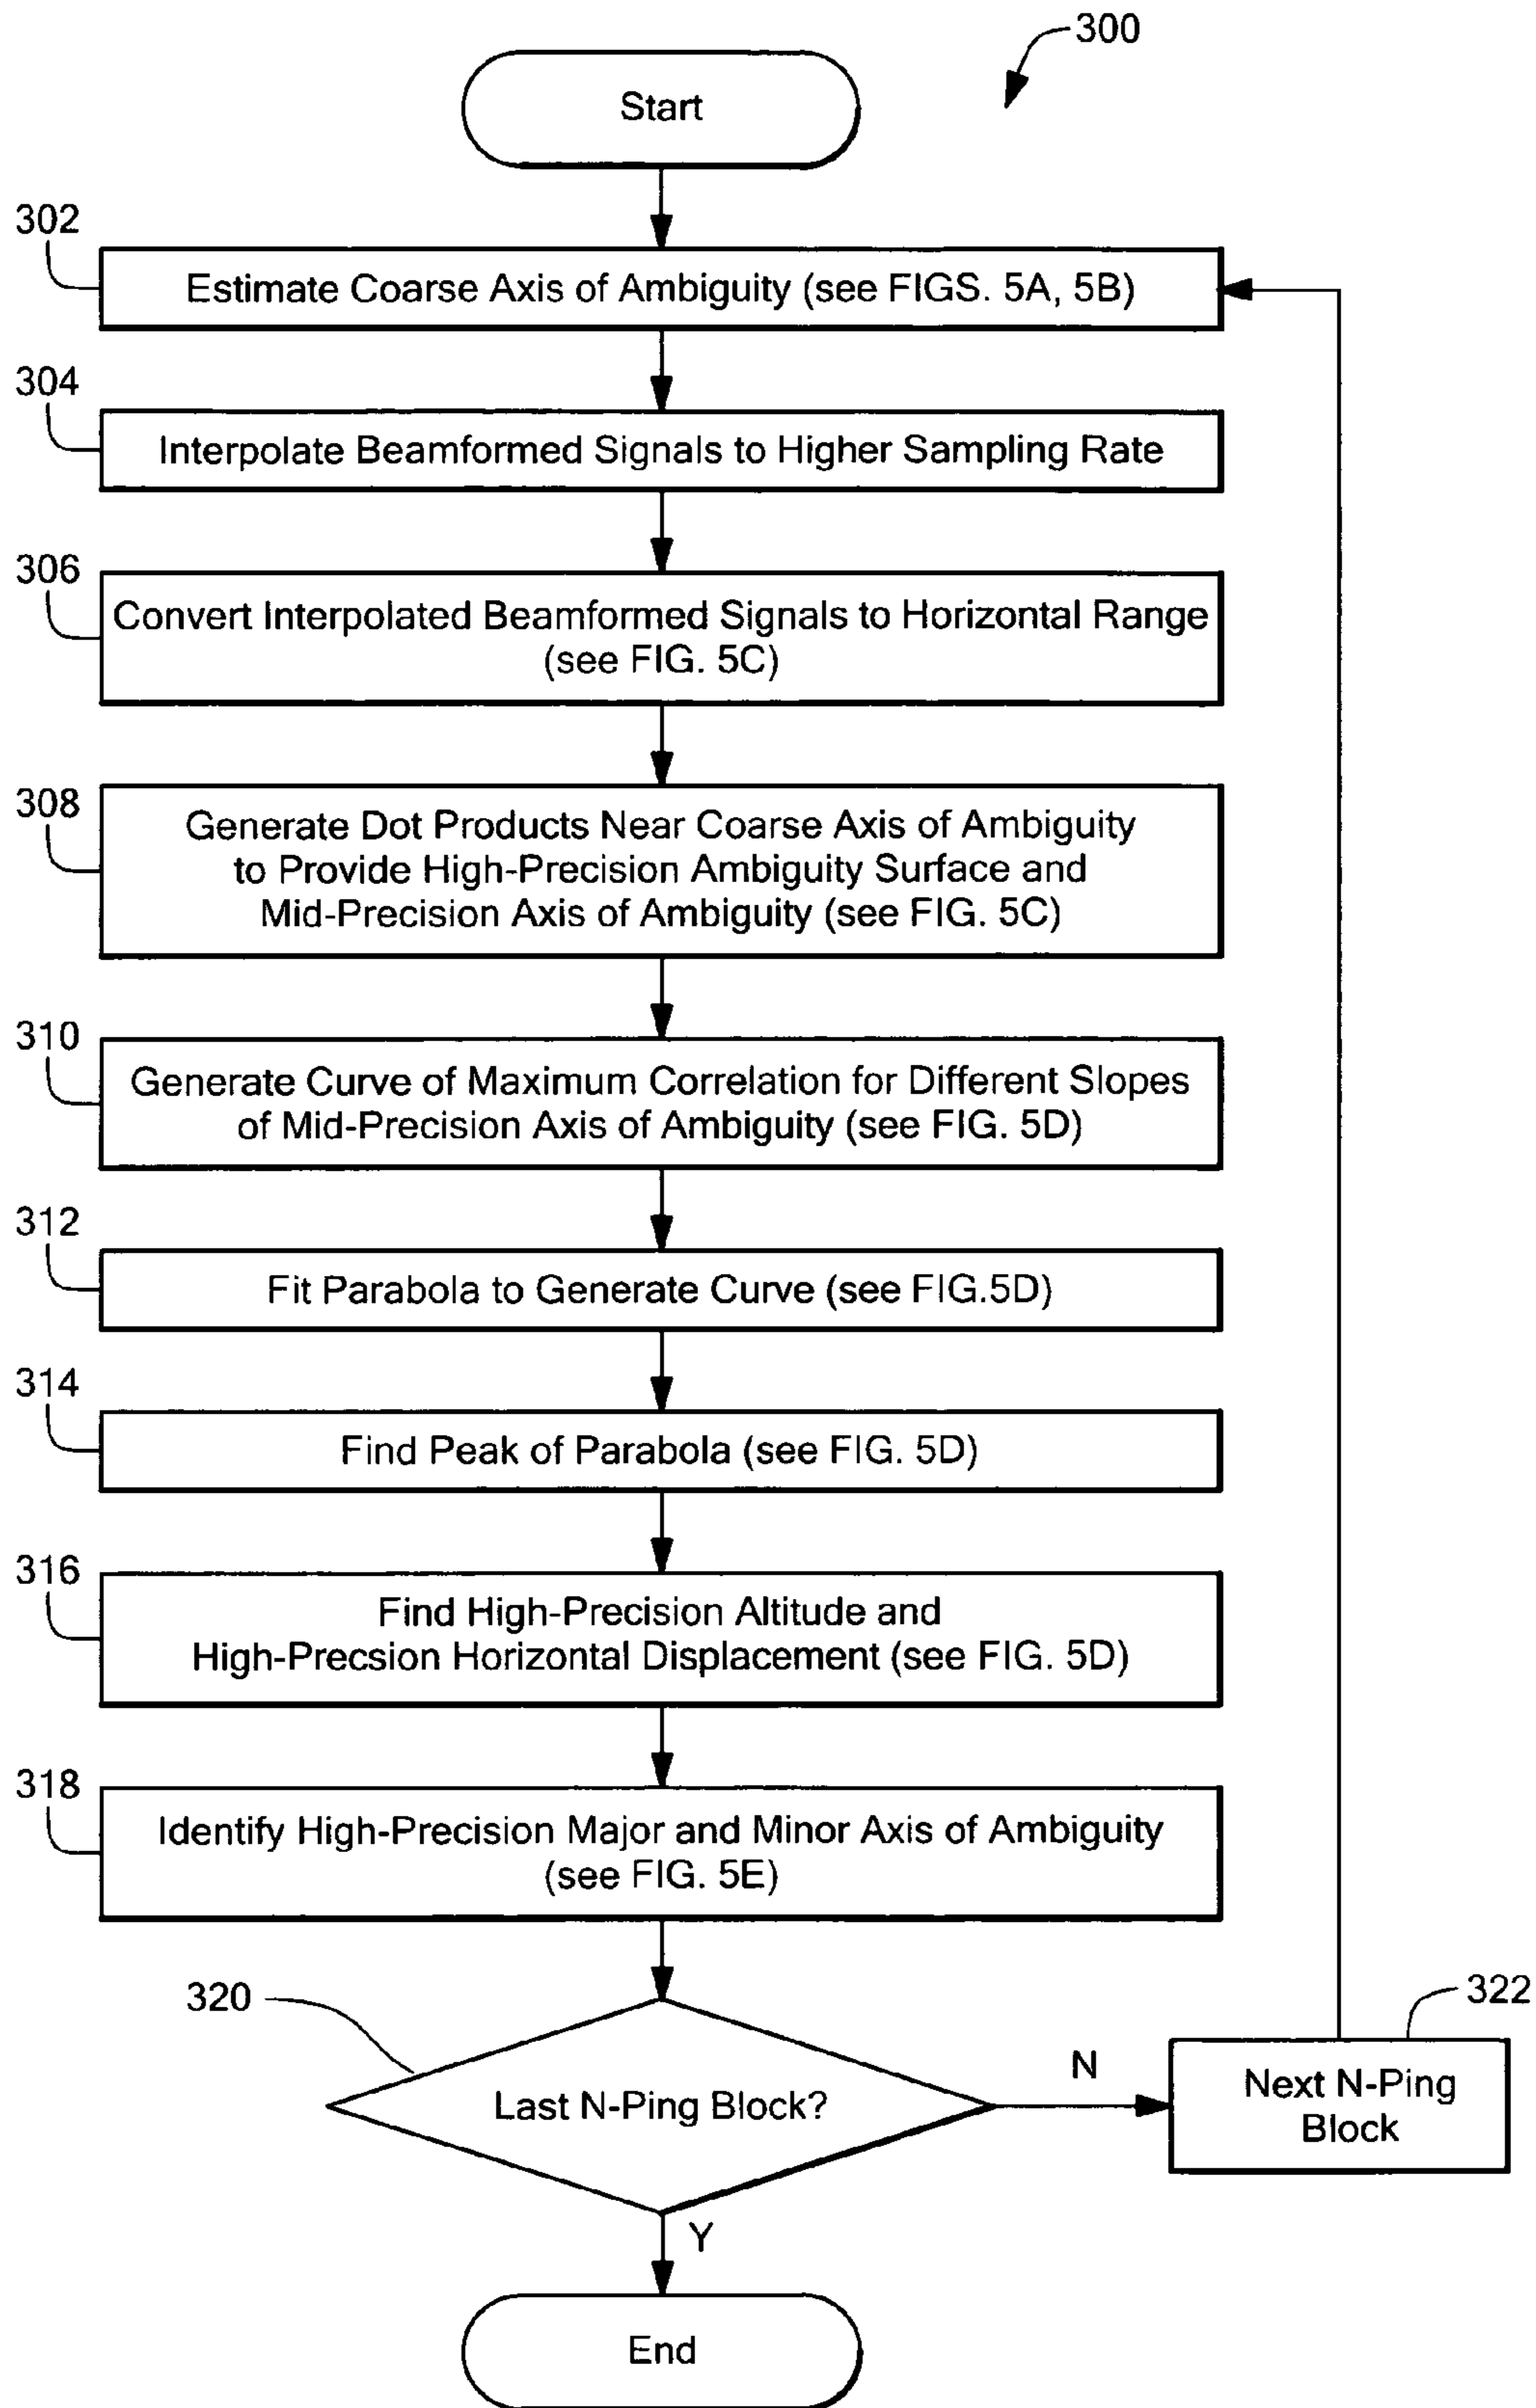 300
Start
302
Estimate Coarse Axis of Ambiguity (see FIGS. 5A, 5B)
304
Interpolate Beamformed Signals to Higher Sampling Rate
306
Convert Interpolated Beamformed Signals to Horizontal Range
(see FIG. 5C)
308
Generate Dot Products Near Coarse Axis of Ambiguity
to Provide High-Precision Ambiguity Surface and
Mid-Precision Axis of Ambiguity (see FIG. 5C)
310
Generate Curve of Maximum Correlation for Different Slopes
of Mid-Precision Axis of Ambiguity (see FIG. 5D)
312
Fit Parabola to Generate Curve (see FIG.5D)
314
Find Peak of Parabola (see FIG. 5D)
316
Find High-Precision Altitude and
High-Precsion Horizontal Displacement (see FIG. 5D)
318
Identify High-Precision Major and Minor Axis of Ambiguity
(see FIG. 5E)
320
Last N-Ping Block?
N
322
Next N-Ping
Block
Y
End